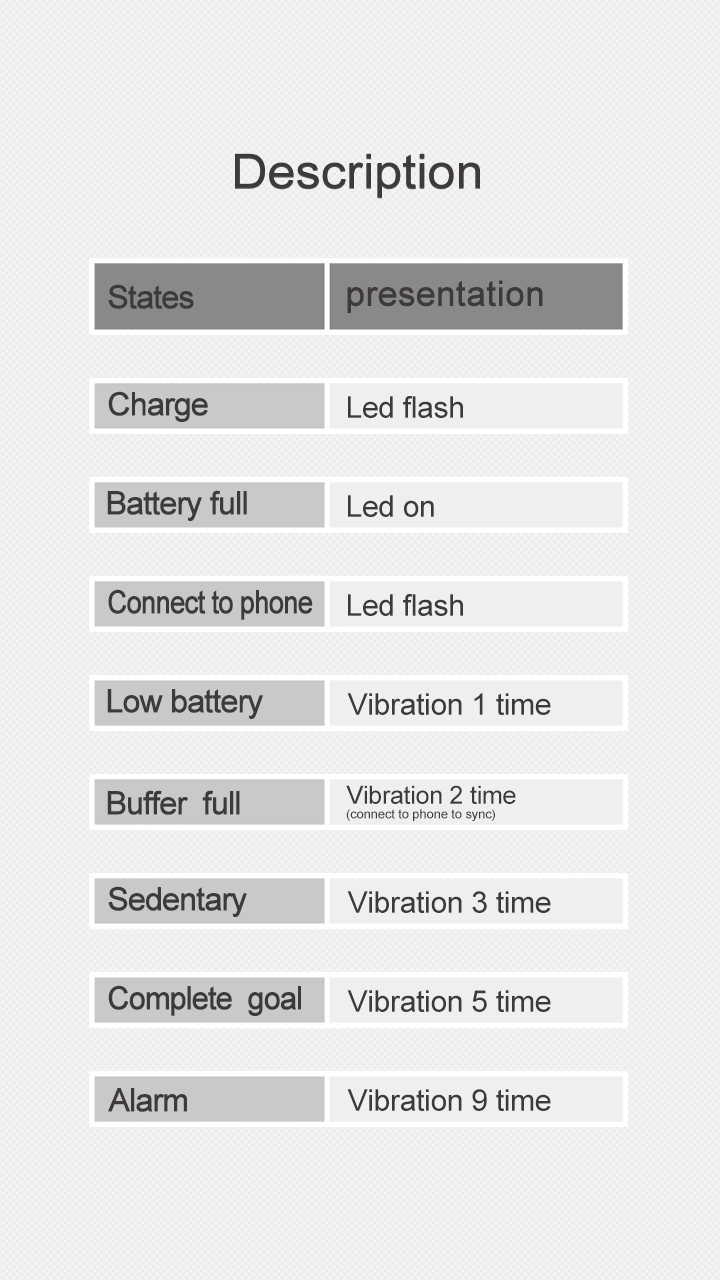 Description
States presentation
Charge Led flash
Battery full Led on
Connect to phone Led flash
Low battery Vibration 1 time
Buffer full Vibration 2 time
(connect to phone to sync)
Sedentary Vibration 3 time
Complete goal Vibration 5 time
Alarm Vibration 9 time